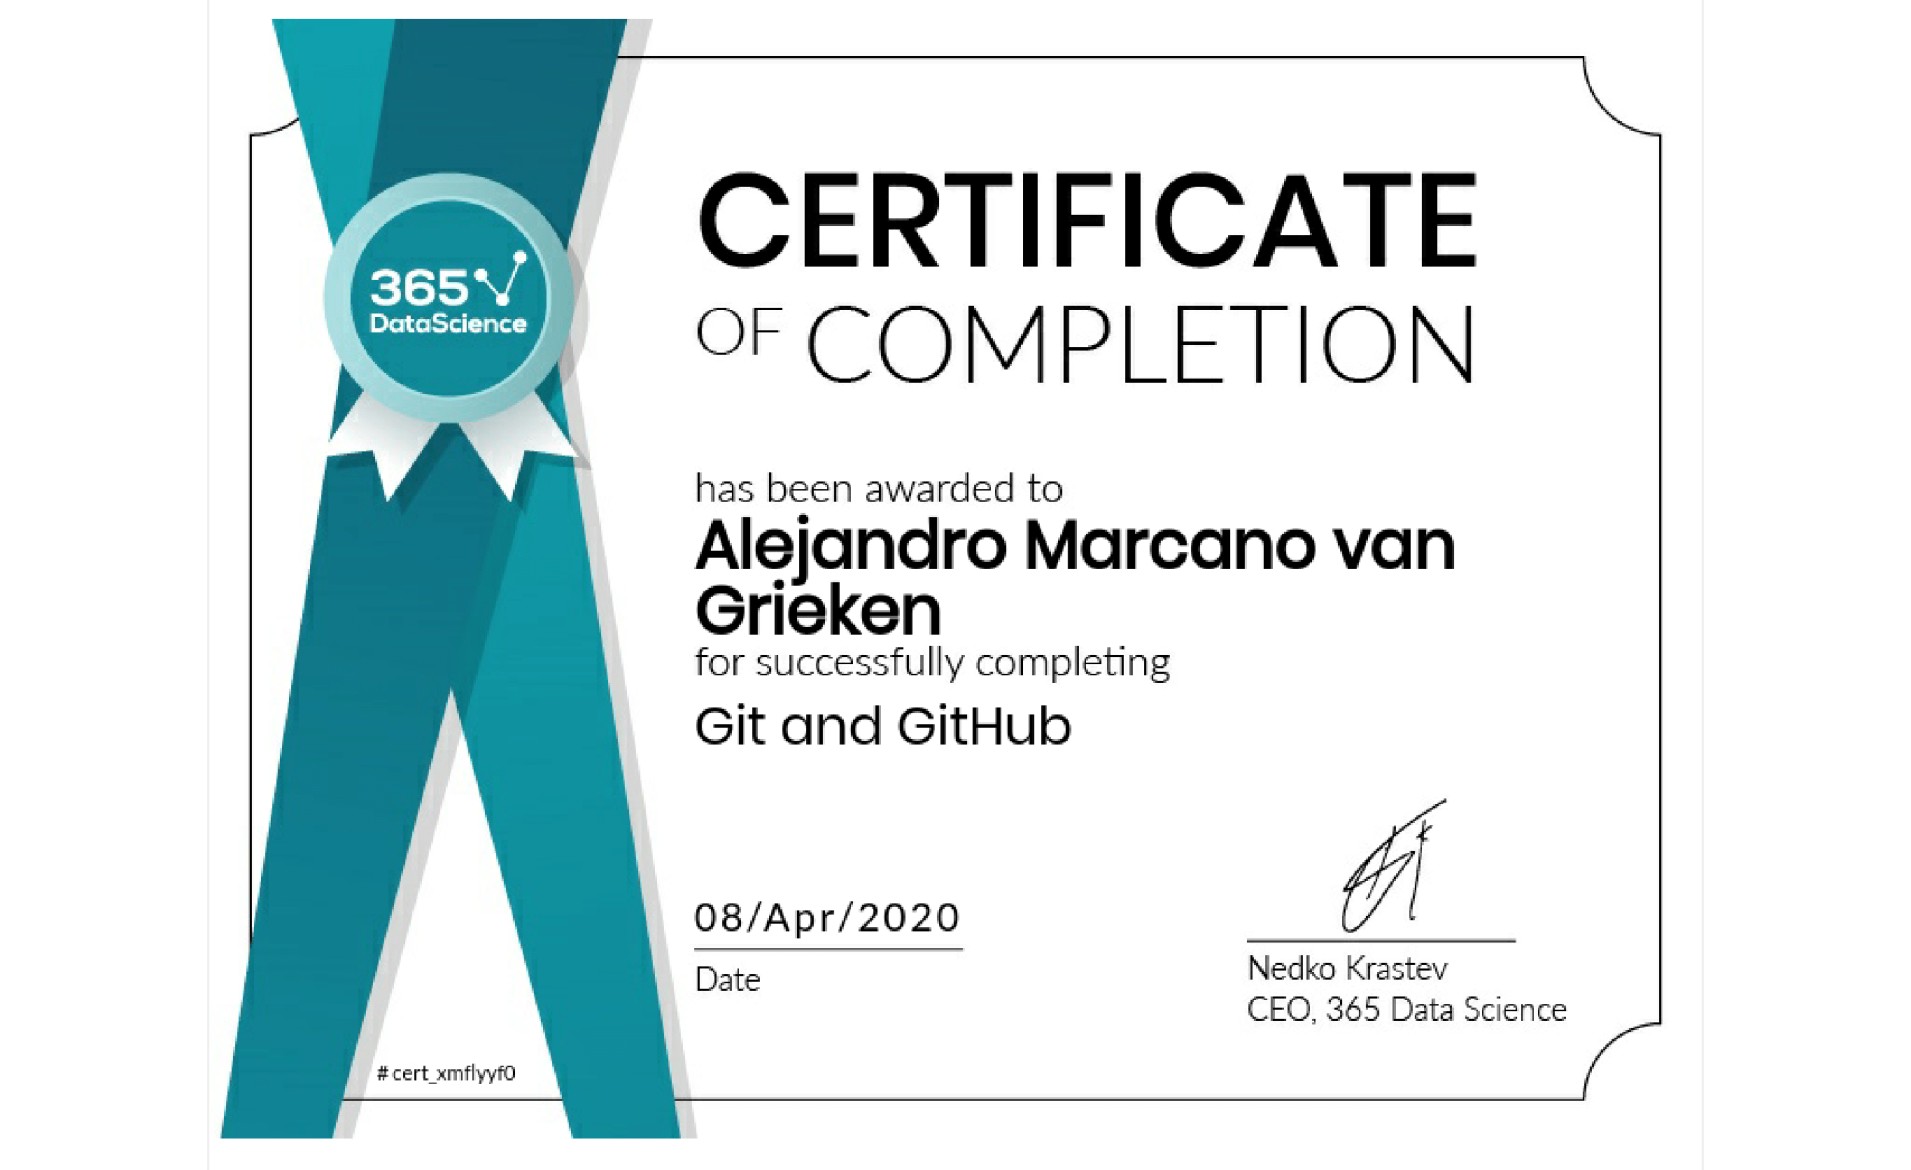 365
DataScience
CERTIFICATE
OF COMPLETION
has been awarded to
Alejandro Marcano van
Grieken
for successfully completing
Git and GitHub
08/Apr/2020
Date
Nedko Krastev
CEO, 365 Data Science
#cert_xmflyyf0